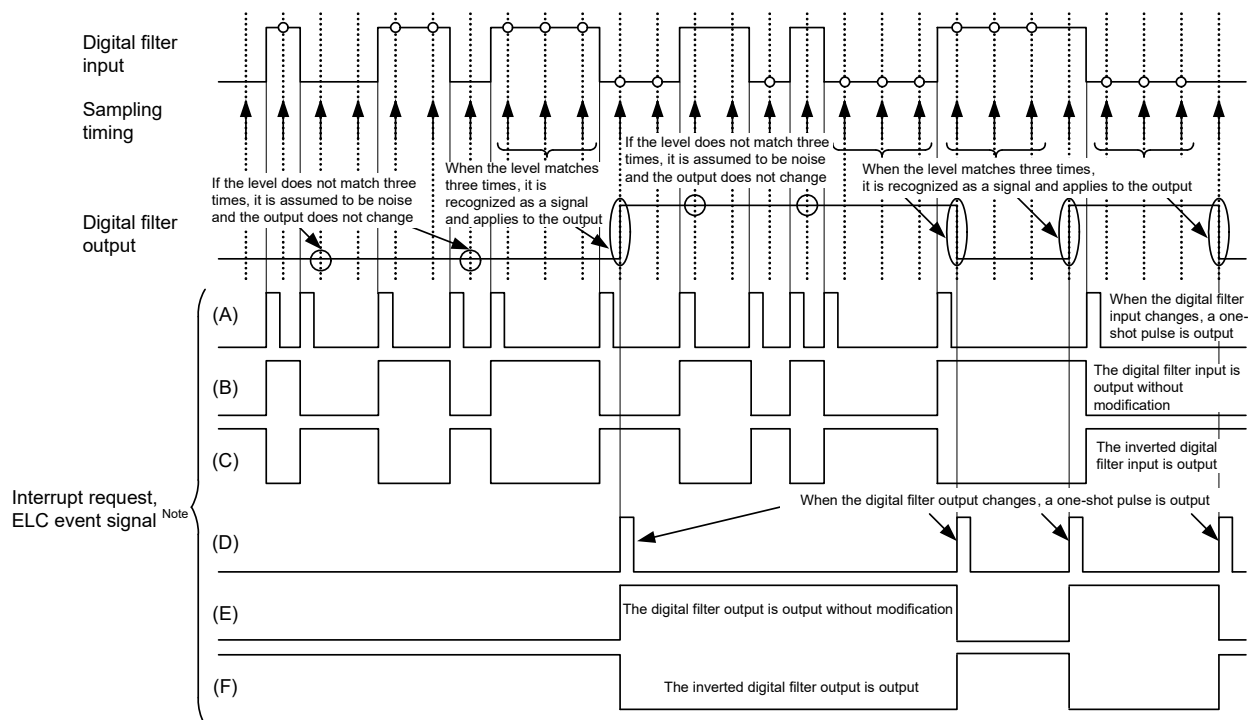 Digital filter
input
Sampling
timing
If the level does not match three
times, it is assumed to be noise
and the output does not change
When the level matches
three times, it is
recognized as a signal
and applies to the output
If the level does not match three
times, it is assumed to be noise
and the output does not change
When the level matches three times,
it is recognized as a signal and applies to the output
Digital filter
output
(A)
When the digital filter
input changes, a one-
shot pulse is output
(B)
The digital filter input is
output without
modification
(C)
The inverted digital
filter input is output
Interrupt request,
ELC event signal Note
When the digital filter output changes, a one-shot pulse is output
(D)
(E)
The digital filter output is output without modification
(F)
The inverted digital filter output is output